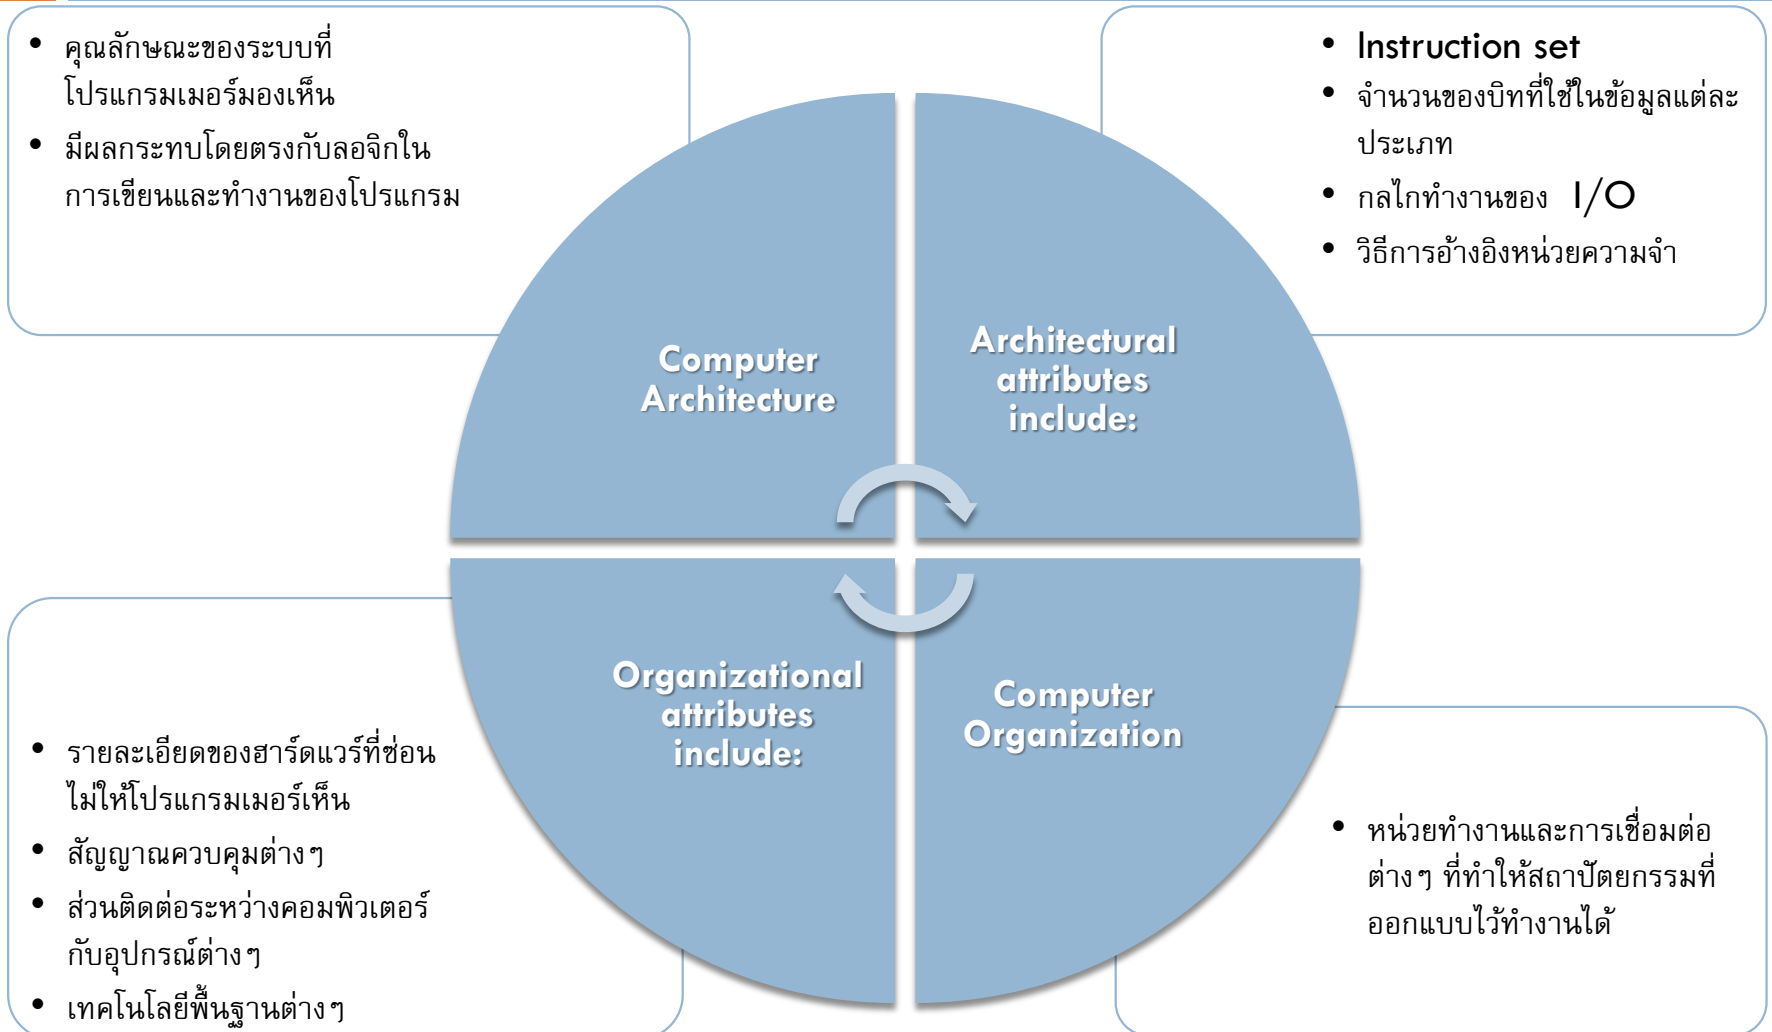 • คุณลักษณะของระบบที่
โปรแกรมเมอร์มองเห็น
• มีผลกระทบโดยตรงกับลอจิกใน
การเขียนและทำงานของโปรแกรม
• Instruction set
• จำนวนของบิทที่ใช้ในข้อมูลแต่ละ
ประเภท
• กลไกทำงานของ I/O
• วิธีการอ้างอิงหน่วยความจำ
Computer
Architecture
Architectural
attributes
include:
Organizational
attributes
include:
Computer
Organization
• รายละเอียดของฮาร์ดแวร์ที่ซ่อน
ไม่ให้โปรแกรมเมอร์เห็น
• สัญญาณควบคุมต่างๆ
• ส่วนติดต่อระหว่างคอมพิวเตอร์
กับอุปกรณ์ต่างๆ
• เทคโนโลยีพื้นฐานต่างๆ
• หน่วยทำงานและการเชื่อมต่อ
ต่างๆ ที่ทำให้สถาปัตยกรรมที่
ออกแบบไว้ทำงานได้